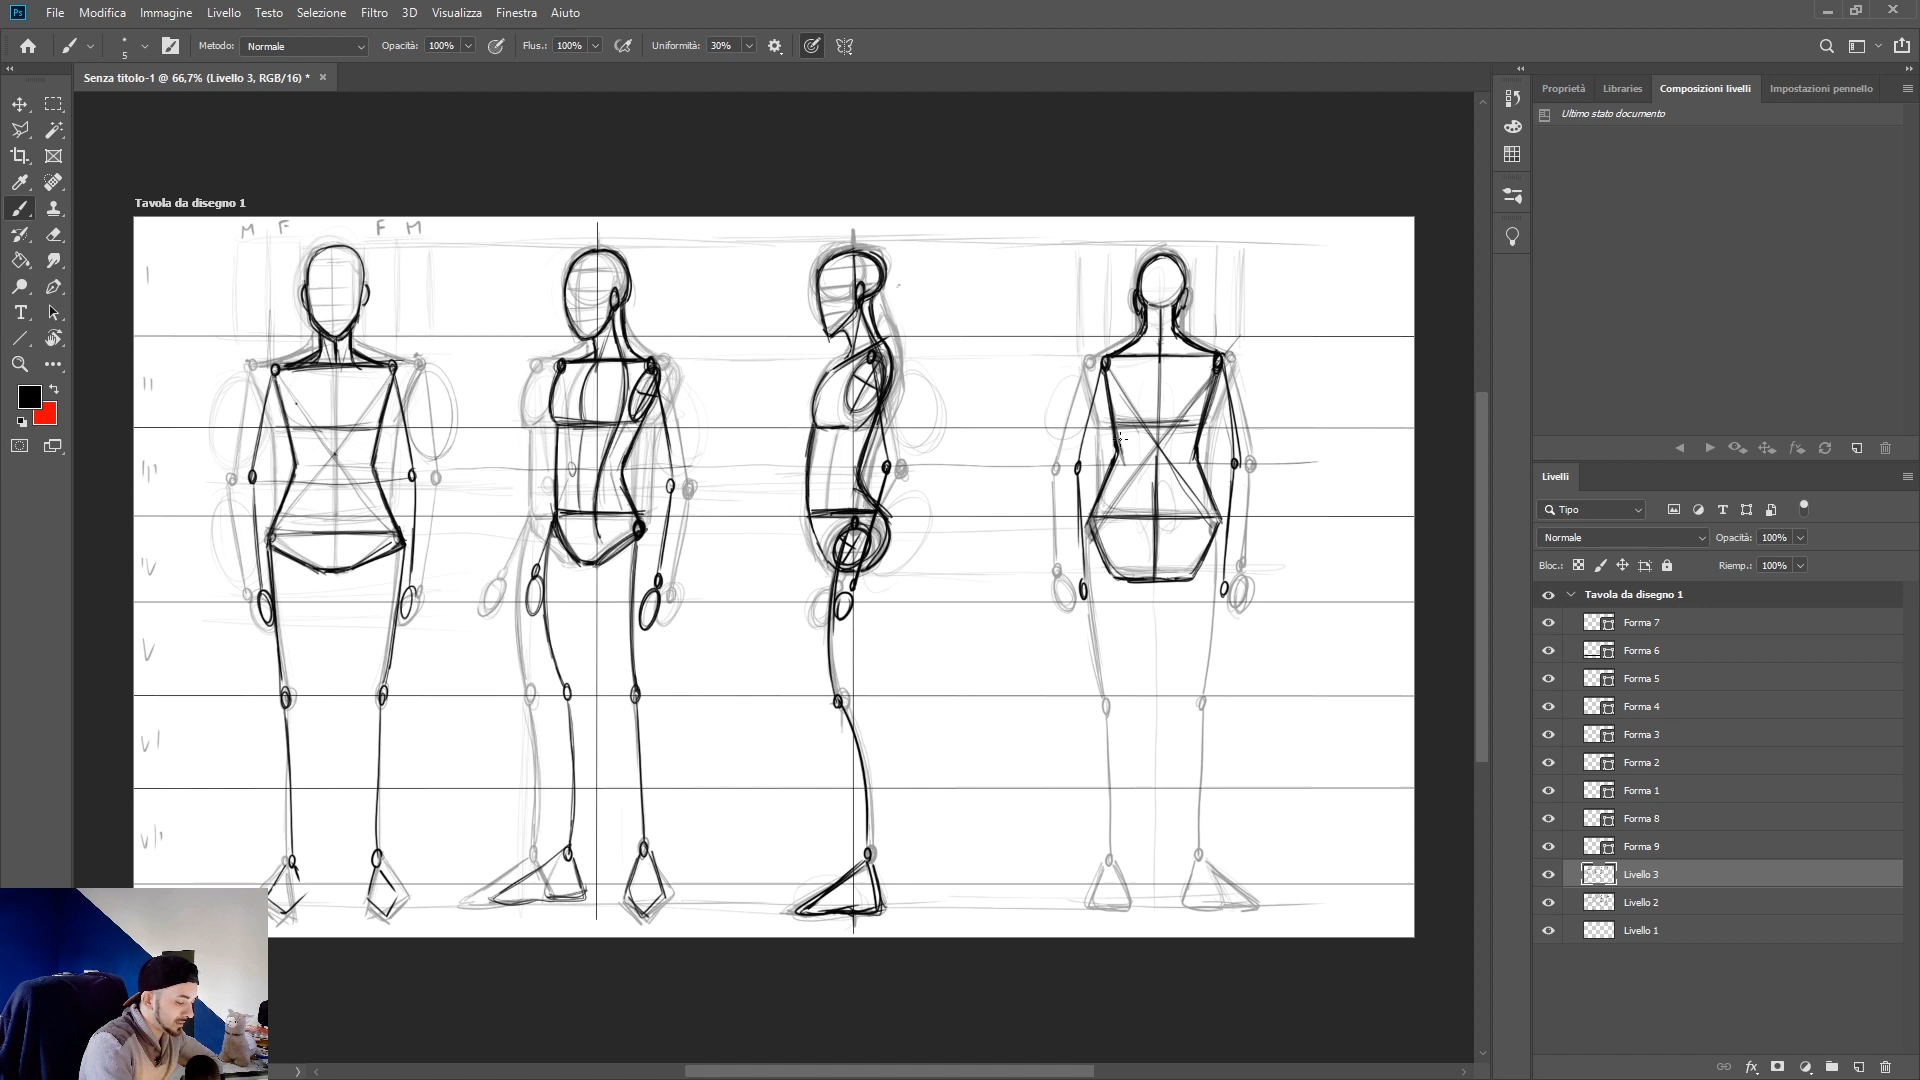 Ps File Modifica Immagine Livello Testo Selezione Filtro 3D Visualizza Finestra Aiuto
5 Metodo: Normale Opacità: 100% Flus.: 100% Uniformità: 30%
Senza titolo-1 @ 66,7% (Livello 3, RGB/16) * ×
Proprietà Libraries Composizioni livelli Impostazioni pennello
Ultimo stato documento
Tavola da disegno 1
M F F M
I
II
III
IV
V
VI
VII
Livelli
Tipo
Normale Opacità: 100%
Bloc.: Riemp.: 100%
Tavola da disegno 1
Forma 7
Forma 6
Forma 5
Forma 4
Forma 3
Forma 2
Forma 1
Forma 8
Forma 9
Livello 3
Livello 2
Livello 1